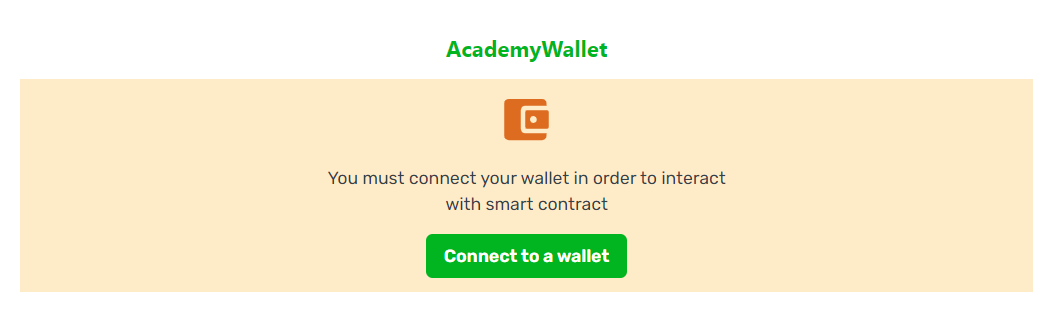 AcademyWallet
You must connect your wallet in order to interact
with smart contract
Connect to a wallet